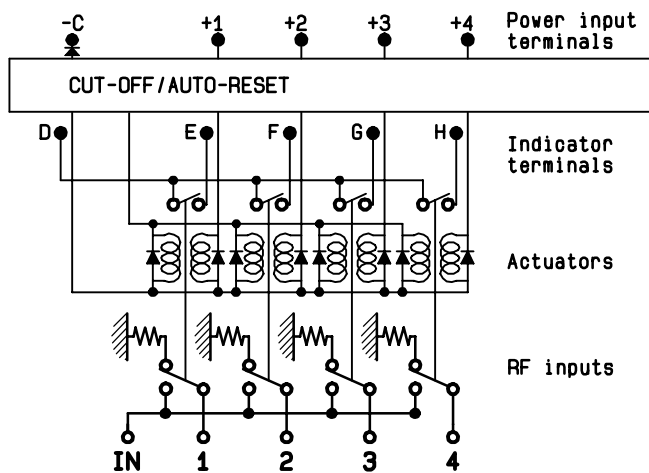 -C +1 +2 +3 +4 Power input
terminals
CUT-OFF/AUTO-RESET
D E F G H Indicator
terminals
Actuators
RF inputs
IN 1 2 3 4